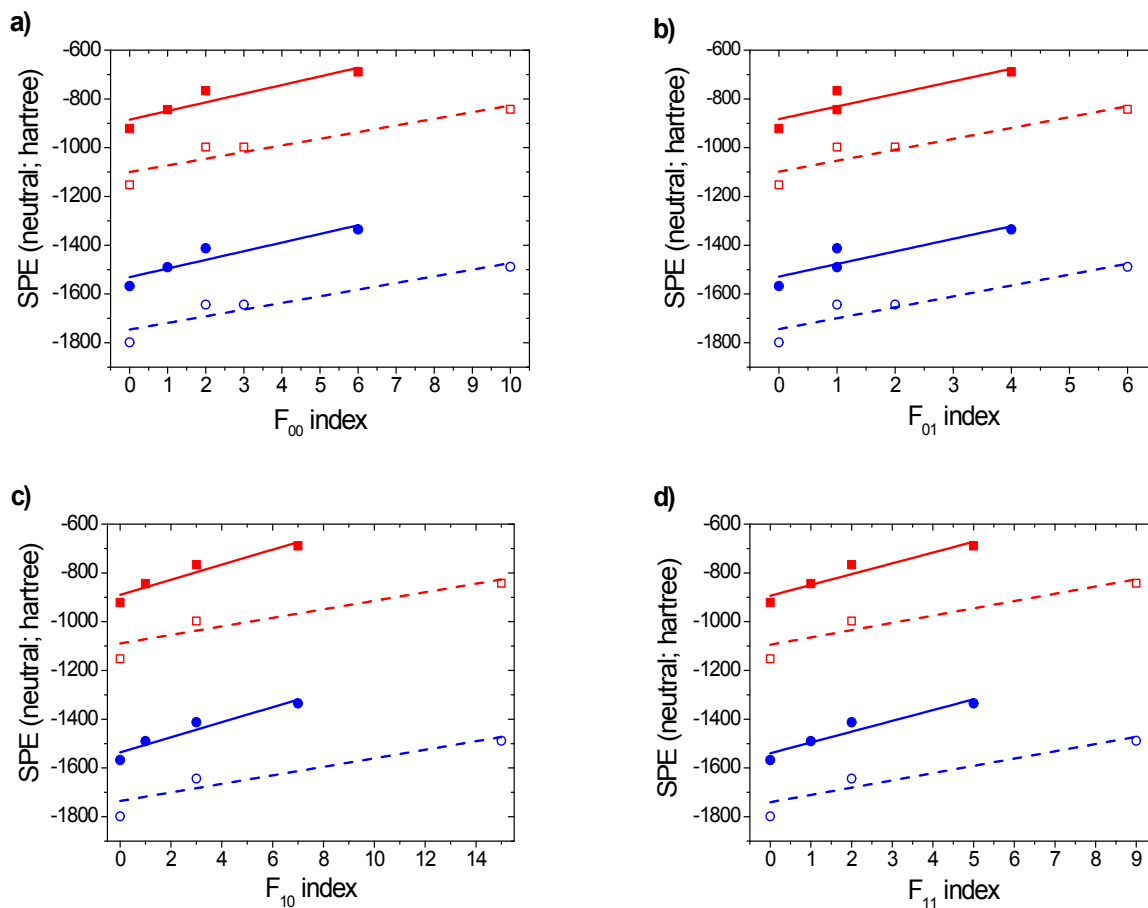 a)
SPE (neutral; hartree)
-600
-800
-1000
-1200
-1400
-1600
-1800
0 1 2 3 4 5 6 7 8 9 10
F00 index
b)
SPE (neutral; hartree)
-600
-800
-1000
-1200
-1400
-1600
-1800
0 1 2 3 4 5 6
F01 index
c)
SPE (neutral; hartree)
-600
-800
-1000
-1200
-1400
-1600
-1800
0 2 4 6 8 10 12 14
F10 index
d)
SPE (neutral; hartree)
-600
-800
-1000
-1200
-1400
-1600
-1800
0 1 2 3 4 5 6 7 8 9
F11 index